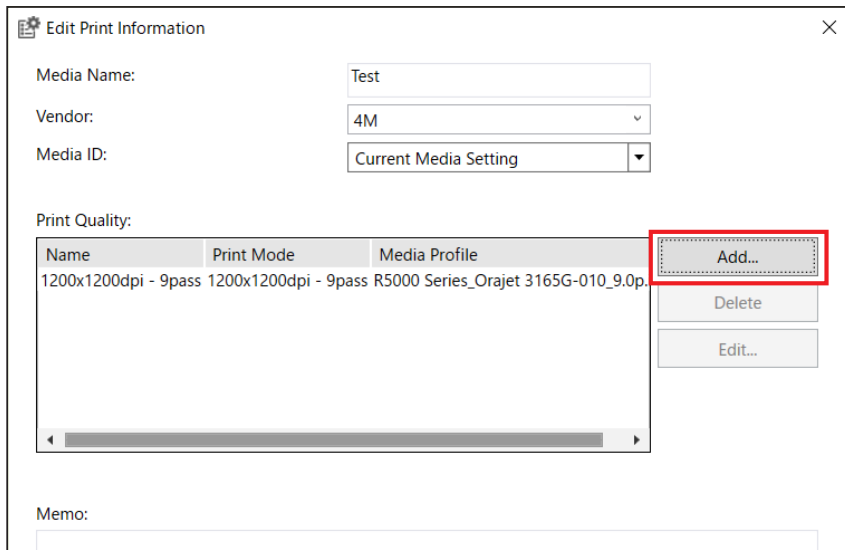 Edit Print Information
Media Name: Test
Vendor: 4M
Media ID: Current Media Setting
Print Quality:
Name Print Mode Media Profile Add...
1200x1200dpi - 9pass 1200x1200dpi - 9pass R5000 Series_Orajet 3165G-010_9.0p..
Delete
Edit...
Memo: